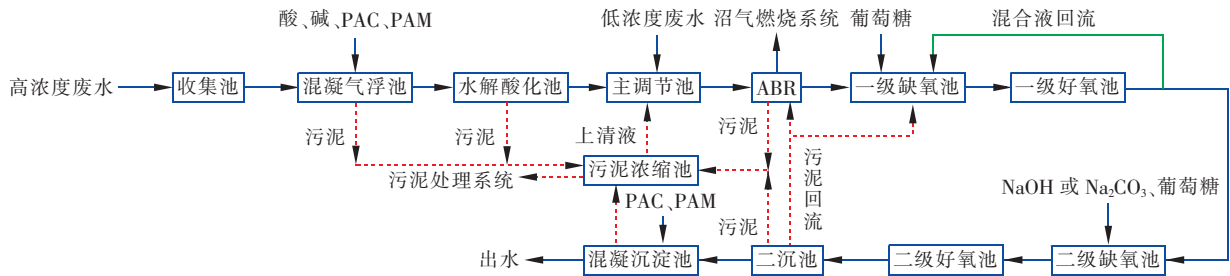 酸、碱、PAC、PAM
低浓度废水
沼气燃烧系统
葡萄糖
混合液回流
高浓度废水
收集池
混凝气浮池
水解酸化池
主调节池
ABR
一级缺氧池
一级好氧池
污泥
污泥
上清液
污泥
污泥回流
污泥浓缩池
污泥处理系统
PAC、PAM
污泥
NaOH 或 Na₂CO₃、葡萄糖
出水
混凝沉淀池
二沉池
二级好氧池
二级缺氧池